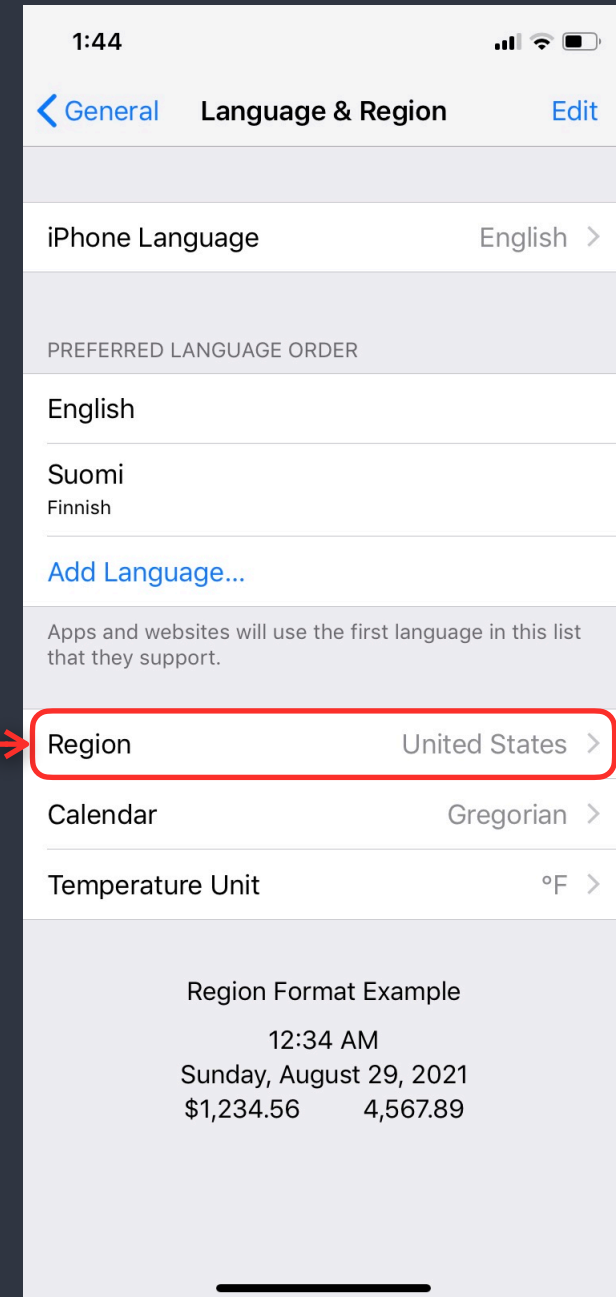 1:44
General Language & Region Edit
iPhone Language English
PREFERRED LANGUAGE ORDER
English
Suomi
Finnish
Add Language...
Apps and websites will use the first language in this list
that they support.
Region United States
Calendar Gregorian
Temperature Unit °F
Region Format Example
12:34 AM
Sunday, August 29, 2021
$1,234.56 4,567.89